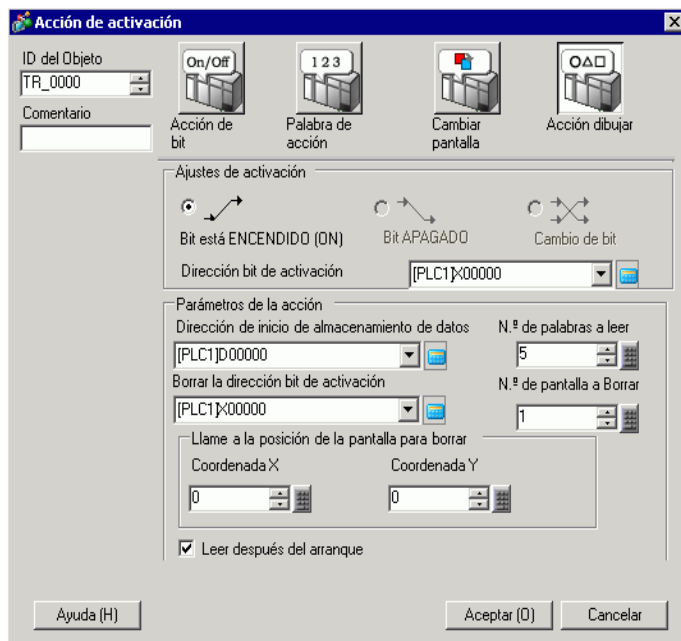 Acción de activación
ID del Objeto
TR_0000
Comentario
On/Off
Acción de
bit
1 2 3
Palabra de
acción
Cambiar
pantalla
Acción dibujar
Ajustes de activación
Bit está ENCENDIDO (ON)
Bit APAGADO
Cambio de bit
Dirección bit de activación
[PLC1]X00000
Parámetros de la acción
Dirección de inicio de almacenamiento de datos
N.º de palabras a leer
[PLC1]D00000
5
Borrar la dirección bit de activación
N.º de pantalla a Borrar
[PLC1]X00000
1
Llame a la posición de la pantalla para borrar
Coordenada X
Coordenada Y
0
0
Leer después del arranque
Ayuda (H)
Aceptar (O)
Cancelar